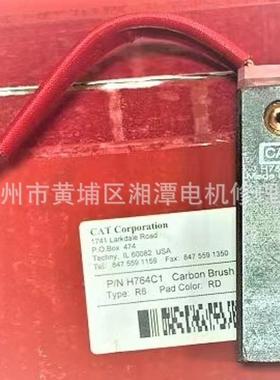 CAT
州市黄埔区湘潭电机修
CAT Corporation
1741 Larkdale Road
P.O.Box 474
Techny, IL 60082 USA
Tel: 847 559 1159 Fax: 847 559 1350
P/N H764C1 Carbon Brush
Type: R6 Pad Color: RD